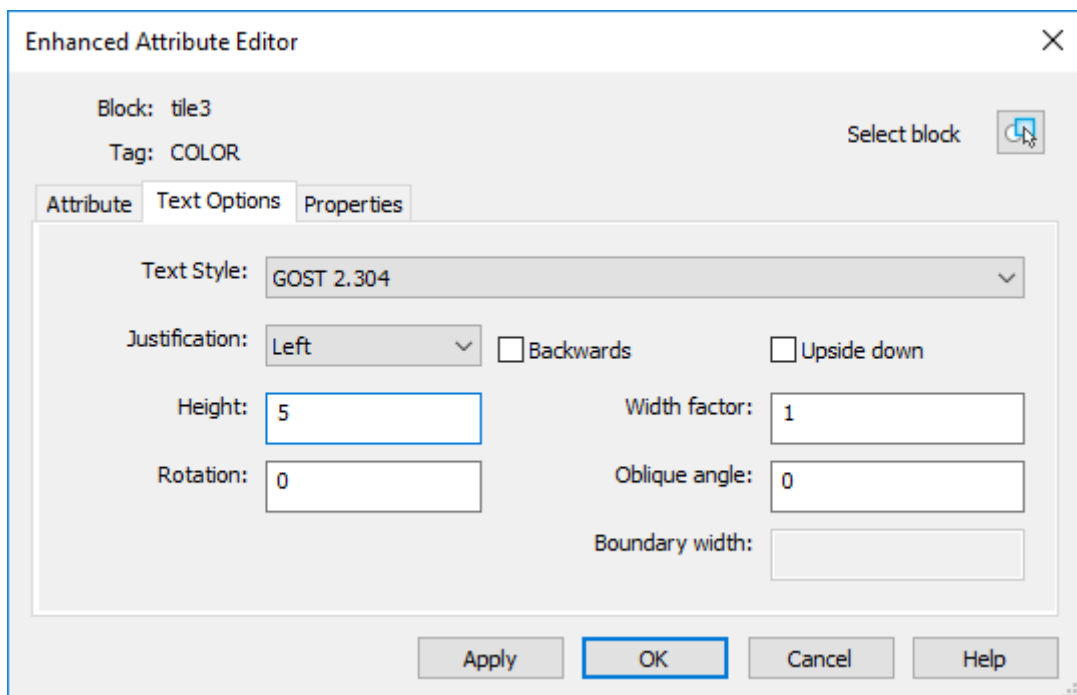 Enhanced Attribute Editor
Block: tile3
Tag: COLOR
Select block
Attribute Text Options Properties
Text Style: GOST 2.304
Justification: Left Backwards Upside down
Height: 5 Width factor: 1
Rotation: 0 Oblique angle: 0
Boundary width:
Apply OK Cancel Help